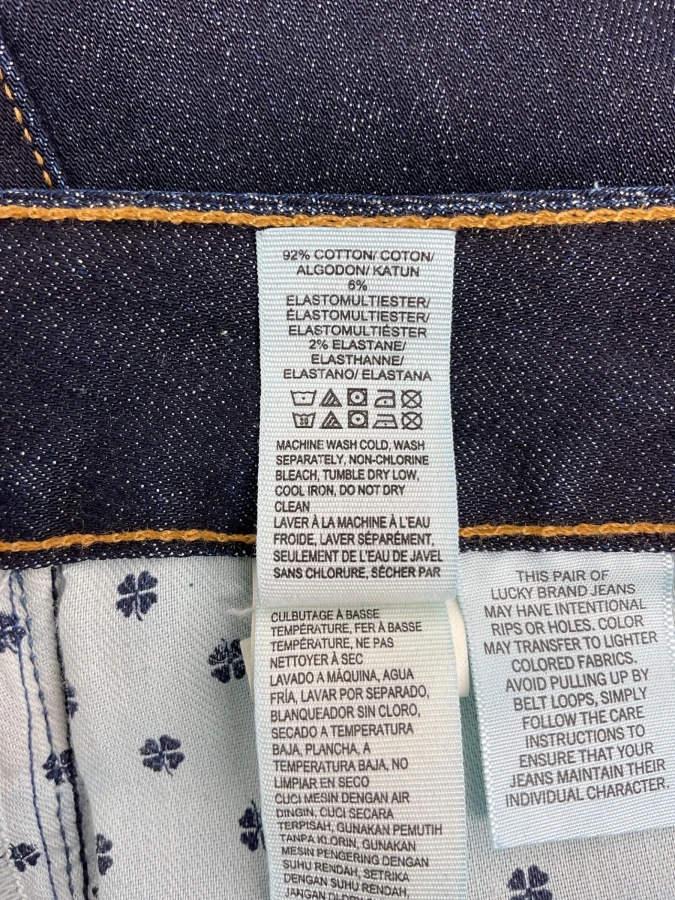 92% COTTON/ COTON/
ALGODON/ KATUN
6%
ELASTOMULTIESTER/
ÉLASTOMULTIESTER/
ELASTOMULTIÉSTER
2% ELASTANE/
ELASTHANNE/
ELASTANO/ ELASTANA
MACHINE WASH COLD, WASH
SEPARATELY, NON-CHLORINE
BLEACH, TUMBLE DRY LOW,
COOL IRON, DO NOT DRY
CLEAN
LAVER À LA MACHINE À L'EAU
FROIDE, LAVER SÉPARÉMENT,
SEULEMENT DE L'EAU DE JAVEL
SANS CHLORURE, SÉCHER PAR
CULBUTAGE À BASSE
TEMPÉRATURE, FER À BASSE
TEMPÉRATURE, NE PAS
NETTOYER À SEC
LAVADO A MÁQUINA, AGUA
FRÍA, LAVAR POR SEPARADO,
BLANQUEADOR SIN CLORO,
SECADO A TEMPERATURA
BAJA, PLANCHA, A
TEMPERATURA BAJA, NO
LIMPIAR EN SECO
CUCI MESIN DENGAN AIR
DINGIN, CUCI SECARA
TERPISAH, GUNAKAN PEMUTIH
TANPA KLORIN, GUNAKAN
MESIN PENGERING DENGAN
SUHU RENDAH, SETRIKA
DENGAN SUHU RENDAH,
THIS PAIR OF
LUCKY BRAND JEANS
MAY HAVE INTENTIONAL
RIPS OR HOLES. COLOR
MAY TRANSFER TO LIGHTER
COLORED FABRICS.
AVOID PULLING UP BY
BELT LOOPS, SIMPLY
FOLLOW THE CARE
INSTRUCTIONS TO
ENSURE THAT YOUR
JEANS MAINTAIN THEIR
INDIVIDUAL CHARACTER.